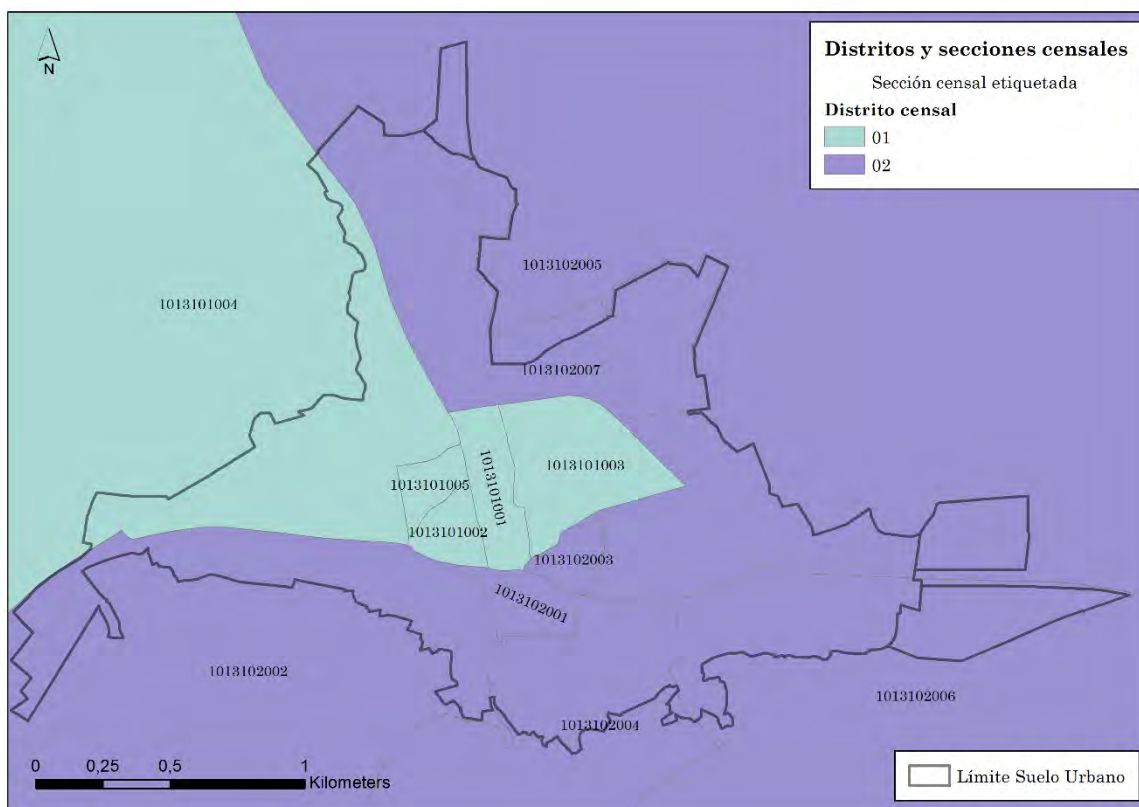 N
Distritos y secciones censales
Sección censal etiquetada
Distrito censal
01
02
1013102005
1013101004
1013102007
1013101003
1013101005
1013101001
1013101002
1013102003
1013102001
1013102002
1013102006
1013102004
0 0,25 0,5 1
Kilometers
Límite Suelo Urbano